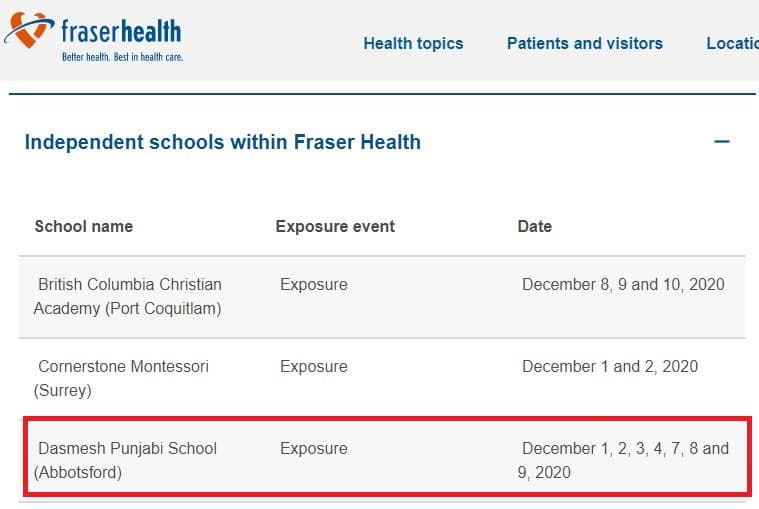 fraserhealth
Better health. Best in health care.
Health topics
Patients and visitors
Locatio
Independent schools within Fraser Health
School name
Exposure event
Date
British Columbia Christian
Academy (Port Coquitlam)
Exposure
December 8, 9 and 10, 2020
Cornerstone Montessori
(Surrey)
Exposure
December 1 and 2, 2020
Dasmesh Punjabi School
(Abbotsford)
Exposure
December 1, 2, 3, 4, 7, 8 and
9, 2020